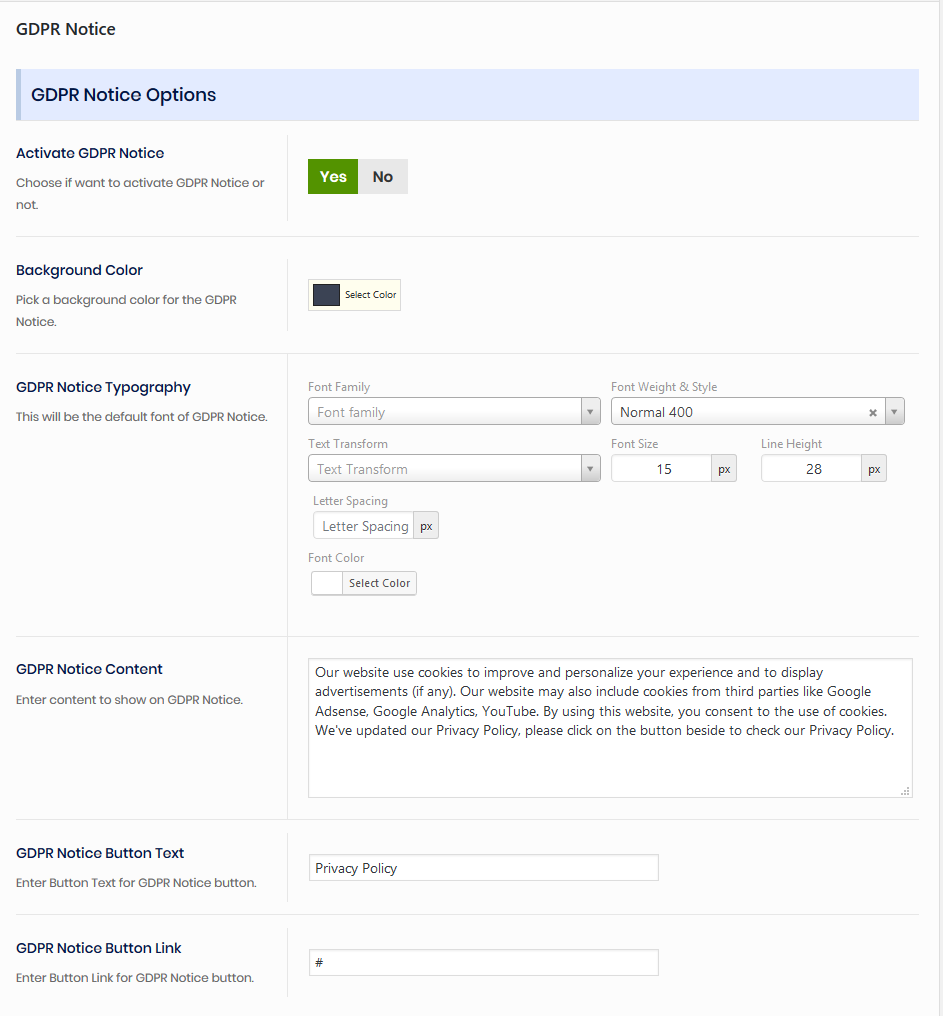 GDPR Notice
GDPR Notice Options
Activate GDPR Notice
Choose if want to activate GDPR Notice or
not.
Yes No
Background Color
Pick a background color for the GDPR
Notice.
Select Color
GDPR Notice Typography
This will be the default font of GDPR Notice.
Font Family
Font family
Font Weight & Style
Normal 400 ×
Text Transform
Text Transform
Font Size
15 px
Line Height
28 px
Letter Spacing
Letter Spacing px
Font Color
Select Color
GDPR Notice Content
Enter content to show on GDPR Notice.
Our website use cookies to improve and personalize your experience and to display
advertisements (if any). Our website may also include cookies from third parties like Google
Adsense, Google Analytics, YouTube. By using this website, you consent to the use of cookies.
We've updated our Privacy Policy, please click on the button beside to check our Privacy Policy.
GDPR Notice Button Text
Enter Button Text for GDPR Notice button.
Privacy Policy
GDPR Notice Button Link
Enter Button Link for GDPR Notice button.
#